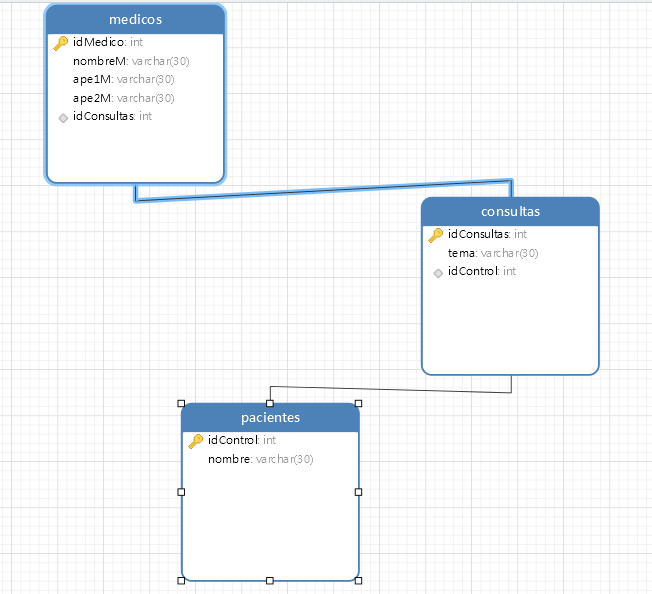 medicos
idMedico: int
nombreM: varchar(30)
ape1M: varchar(30)
ape2M: varchar(30)
idConsultas: int
consultas
idConsultas: int
tema: varchar(30)
idControl: int
pacientes
idControl: int
nombre: varchar(30)